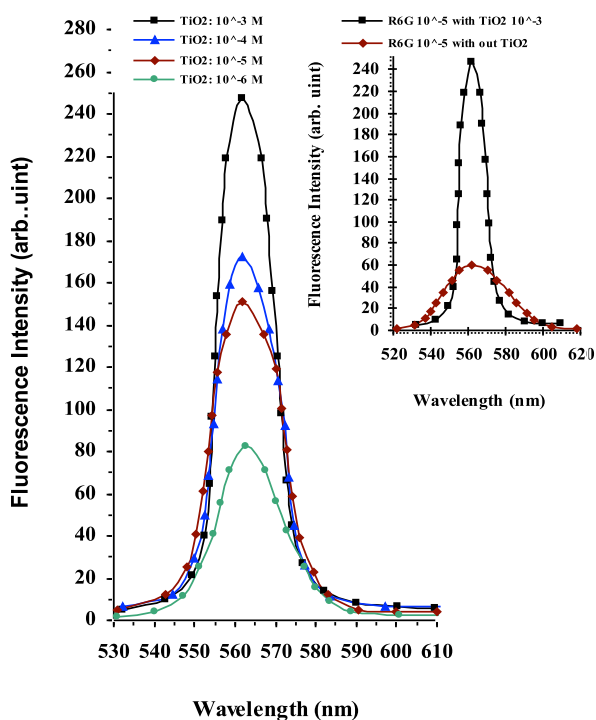 TiO2: 10^-3 M
TiO2: 10^-4 M
TiO2: 10^-5 M
TiO2: 10^-6 M
280
260
240
220
200
180
160
140
120
100
80
60
40
20
0
530 540 550 560 570 580 590 600 610
Fluorescence Intensity (arb..uint)
Wavelength (nm)
R6G 10^-5 with TiO2 10^-3
R6G 10^-5 with out TiO2
240
220
200
180
160
140
120
100
80
60
40
20
0
520 540 560 580 600 620
Fluorescence Intensity (arb. uint)
Wavelength (nm)